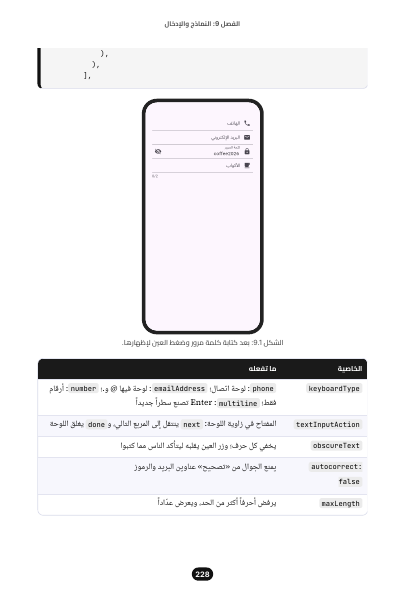 الفصل 9: النماذج والإدخال
),
),
],
الهاتف
البريد الإلكتروني
كلمة المرور
coffee2026
الأكواب
0/2
الشكل 9.1: بعد كتابة كلمة مرور وضغط العين لإظهارها.
الخاصية ما تفعله
keyboardType phone : لوحة اتصال؛ emailAddress : لوحة فيها @ و.؛ number : أرقام
فقط؛ multiline : Enter تصنع سطراً جديداً
textInputAction المفتاح في زاوية اللوحة: next ينتقل إلى المربع التالي، و done يغلق اللوحة
obscureText يخفي كل حرف؛ وزر العين يقلبه ليتأكد الناس مما كتبوا
autocorrect: يمنع الجوال من «تصحيح» عناوين البريد والرموز
false
maxLength يرفض أحرفاً أكثر من الحد، ويعرض عدّاداً
228